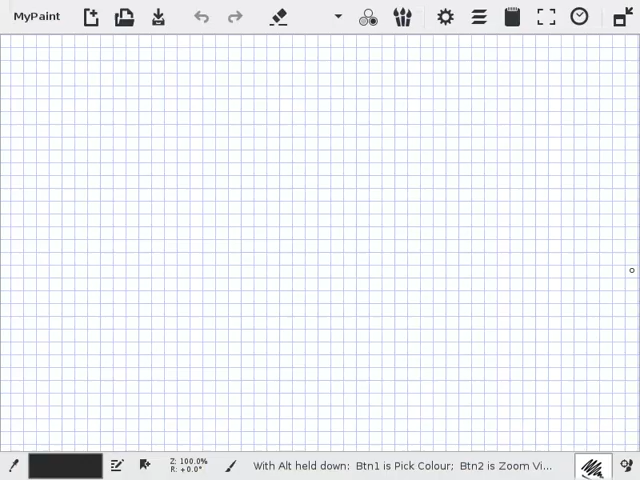 MyPaint
Z: 100.0%
R: +0.0°
With Alt held down:  Btn1 is Pick Colour;  Btn2 is Zoom Vi...